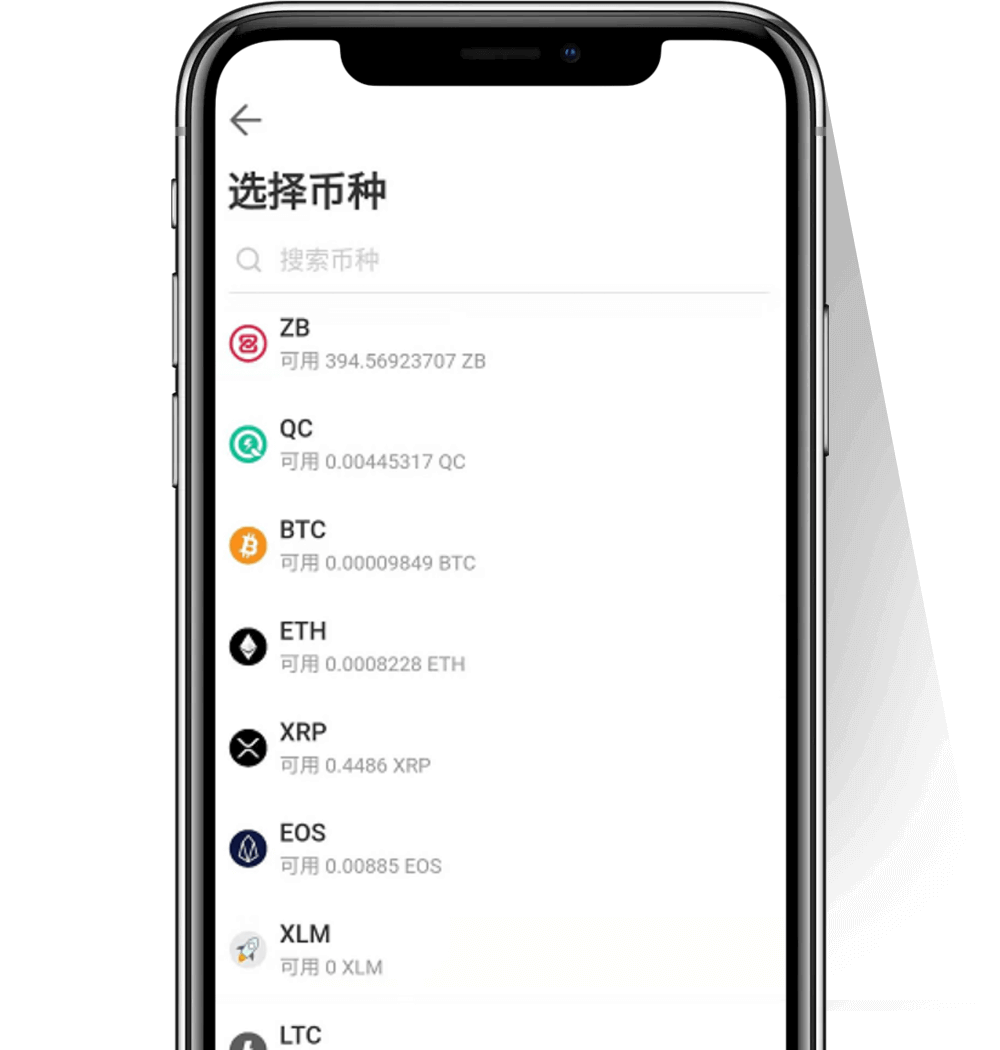 选择币种
搜索币种
ZB
可用 394.56923707 ZB
QC
可用 0.00445317 QC
BTC
可用 0.00009849 BTC
ETH
可用 0.0008228 ETH
XRP
可用 0.4486 XRP
EOS
可用 0.00885 EOS
XLM
可用 0 XLM
LTC